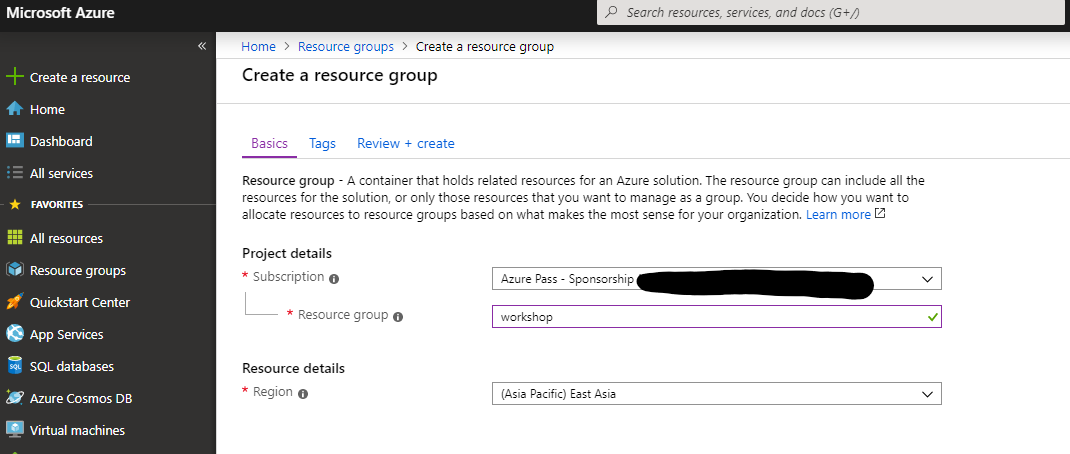 Microsoft Azure
Search resources, services, and docs (G+/)
«
Create a resource
Home
Dashboard
All services
FAVORITES
All resources
Resource groups
Quickstart Center
App Services
SQL databases
Azure Cosmos DB
Virtual machines
Home > Resource groups > Create a resource group
Create a resource group
Basics Tags Review + create
Resource group - A container that holds related resources for an Azure solution. The resource group can include all the
resources for the solution, or only those resources that you want to manage as a group. You decide how you want to
allocate resources to resource groups based on what makes the most sense for your organization. Learn more
Project details
* Subscription
Azure Pass - Sponsorship
* Resource group
workshop
Resource details
* Region
(Asia Pacific) East Asia